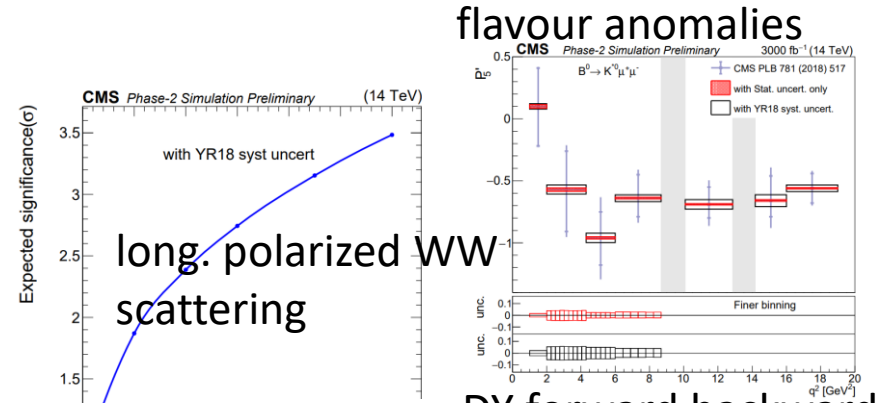 flavour anomalies
CMS Phase-2 Simulation Preliminary (14 TeV)
Expected significance(σ)
3.5
3
2.5
2
1.5
with YR18 syst uncert
long. polarized WW
scattering
CMS Phase-2 Simulation Preliminary 3000 fb⁻¹ (14 TeV)
P₅'
B⁰→ K*⁰μ⁺μ⁻
CMS PLB 781 (2018) 517
with Stat. uncert. only
with YR18 syst. uncert.
0.5
0
−0.5
−1
Finer binning
unc.
0.1
0
−0.1
unc.
0.1
0
−0.1
0 2 4 6 8 10 12 14 16 18 20
q² [GeV²]
DY forward backward